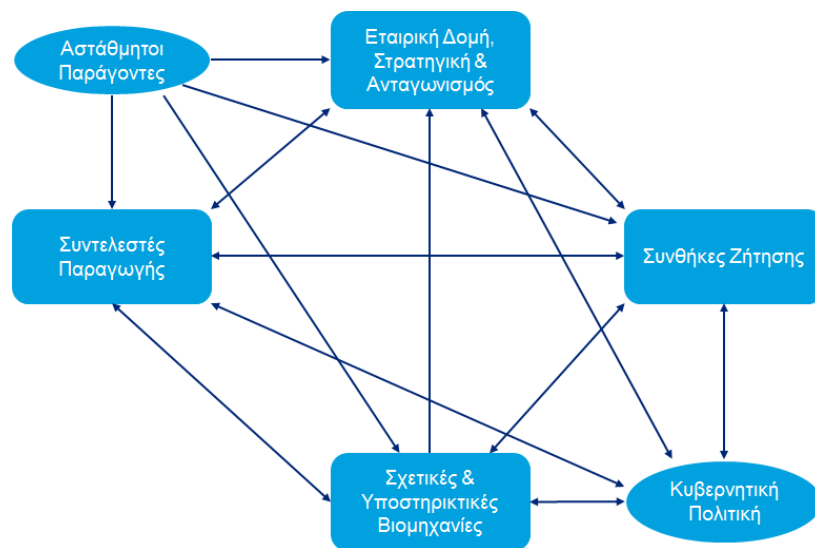 Αστάθμητοι
Παράγοντες
Εταιρική Δομή,
Στρατηγική &
Ανταγωνισμός
Συντελεστές
Παραγωγής
Συνθήκες Ζήτησης
Σχετικές &
Υποστηρικτικές
Βιομηχανίες
Κυβερνητική
Πολιτική